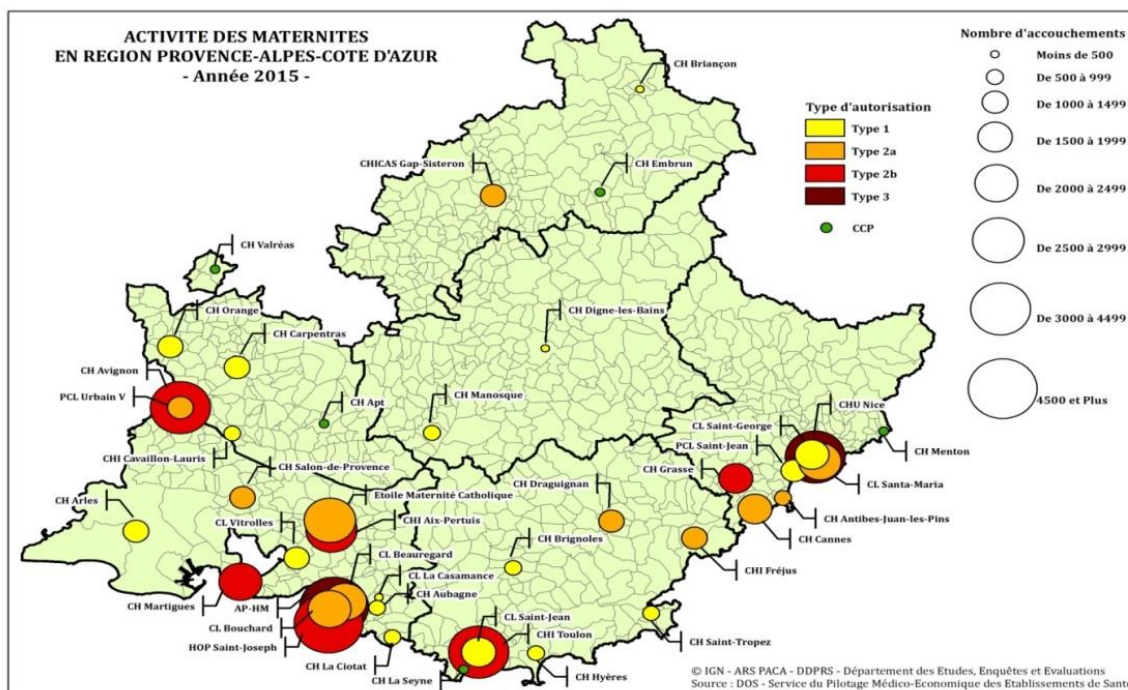 ACTIVITE DES MATERNITES
EN REGION PROVENCE-ALPES-COTE D'AZUR
- Année 2015 -
Nombre d'accouchements
Moins de 500
De 500 à 999
De 1000 à 1499
De 1500 à 1999
De 2000 à 2499
De 2500 à 2999
De 3000 à 4499
4500 et Plus
Type d'autorisation
Type 1
Type 2a
Type 2b
Type 3
CCP
CH Briançon
CHICAS Gap-Sisteron
CH Embrun
CH Valréas
CH Orange
CH Carpentras
CH Digne-les-Bains
CH Avignon
PCL Urbain V
CH Apt
CH Manosque
CHU Nice
CL Saint-George
PCL Saint-Jean
CH Menton
CHI Cavaillon-Lauris
CH Salon-de-Provence
CH Grasse
CL Santa-Maria
CH Arles
Etoile Maternité Catholique
CH Draguignan
CH Antibes-Juan-les-Pins
CL Vitrolles
CHI Aix-Pertuis
CH Cannes
CH Brignoles
CL Beauregard
CHI Fréjus
CL La Casamance
CH Martigues
AP-HM
CH Aubagne
CL Saint-Jean
CL Bouchard
CHI Toulon
CH Saint-Tropez
HOP Saint-Joseph
CH La Ciotat
CH La Seyne
CH Hyères
© IGN - ARS PACA - DDPRS - Département des Etudes, Enquêtes et Evaluations
Source : DOS - Service du Pilotage Médico-Economique des Etablissements de Sant